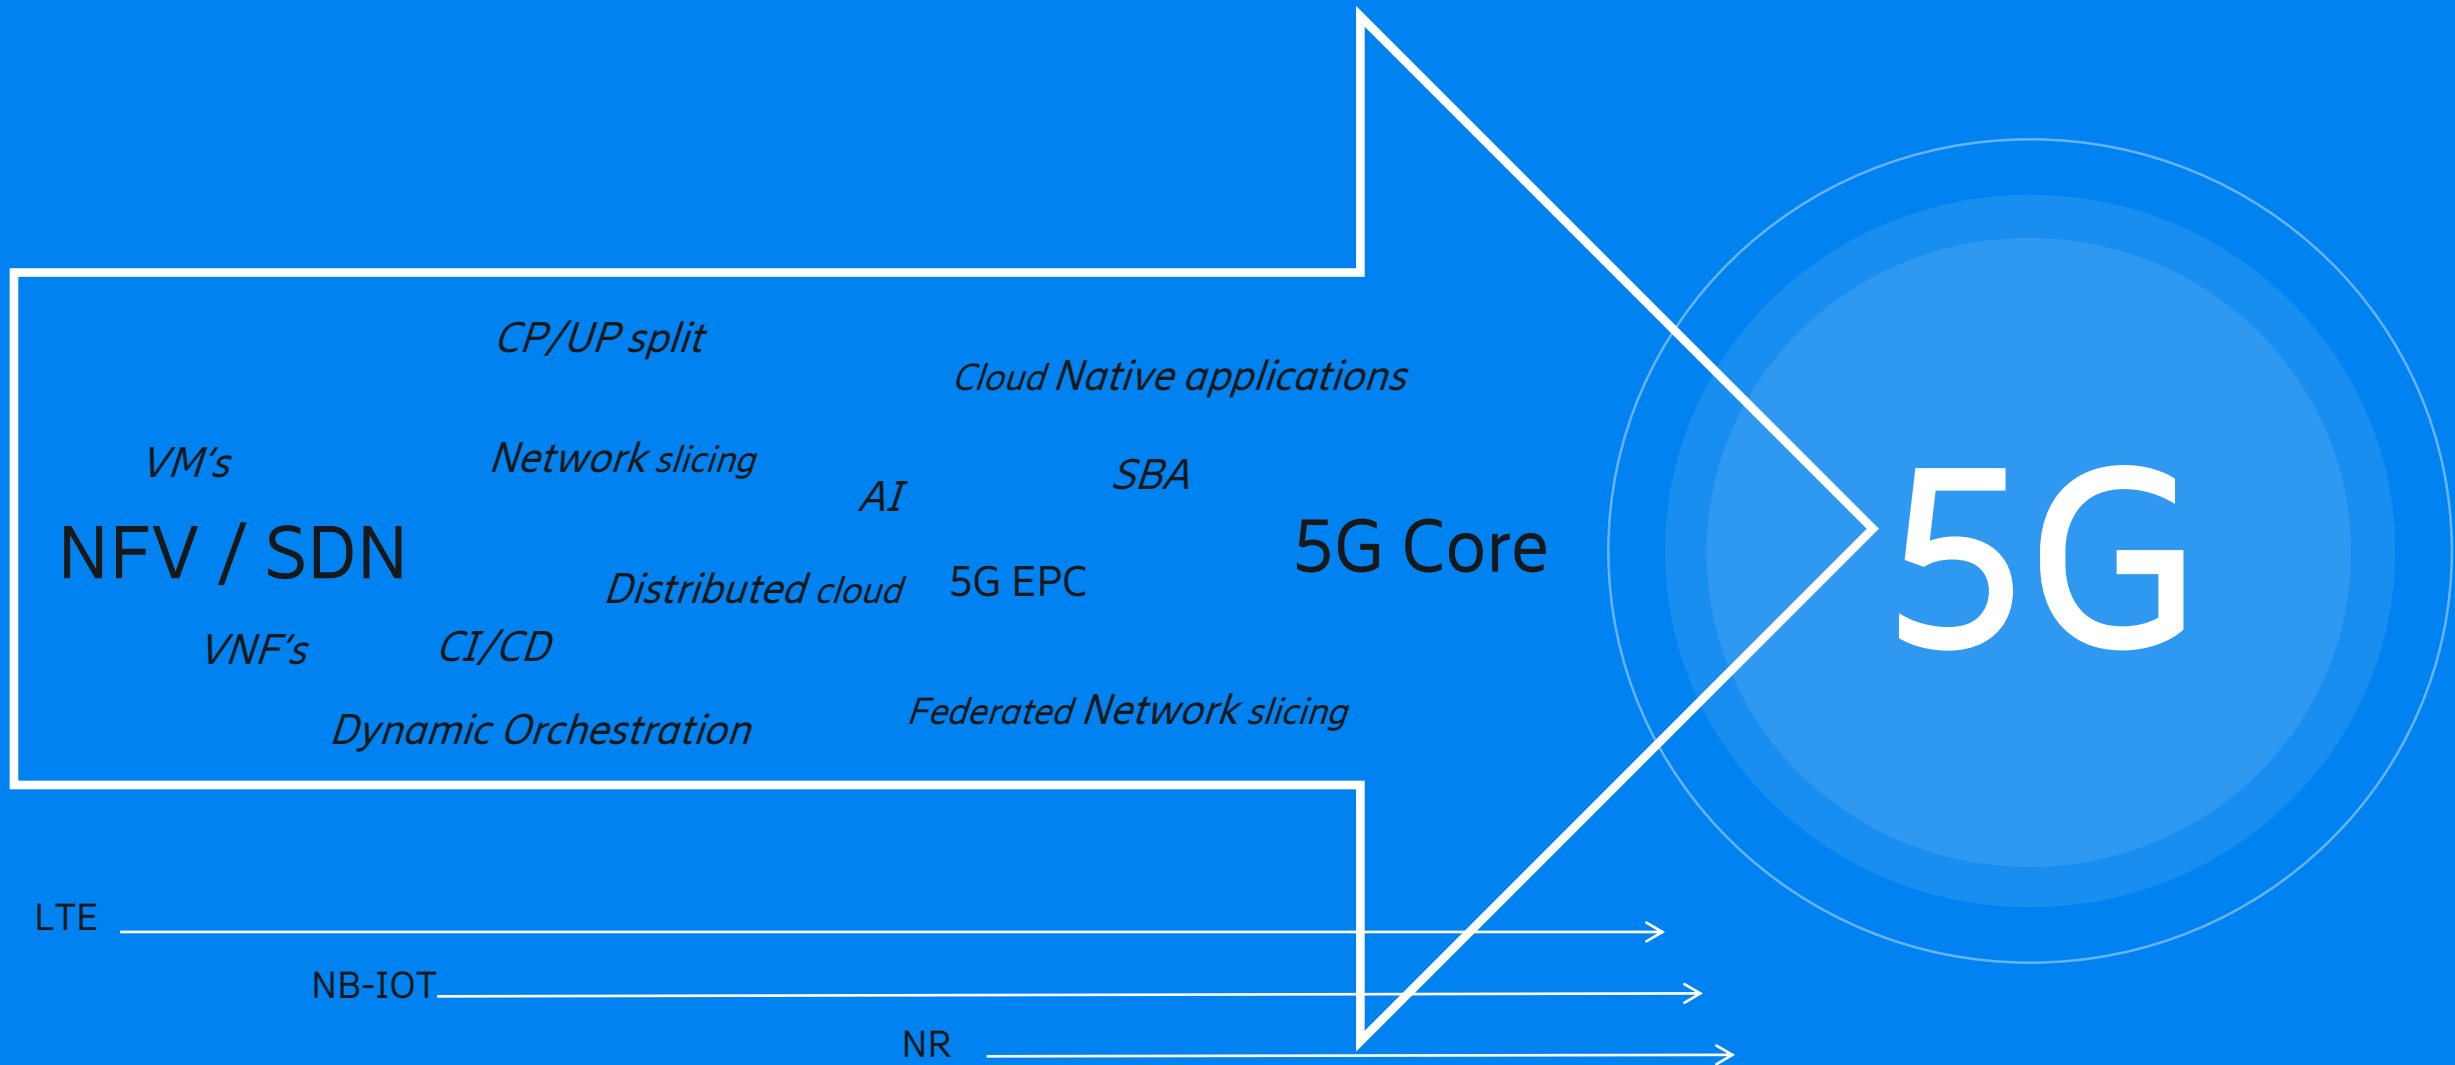 CP/UP split
Cloud Native applications
VM’s
Network slicing
AI
SBA
NFV / SDN
5G Core
5G
Distributed cloud
5G EPC
VNF’s
CI/CD
Dynamic Orchestration
Federated Network slicing
LTE
NB-IOT
NR